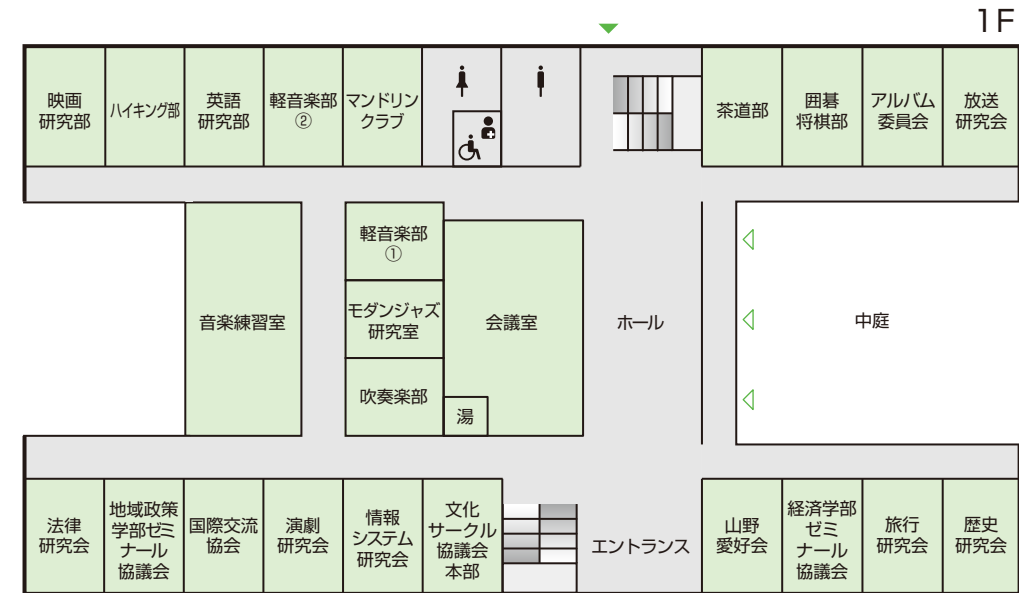 1F
映画
研究部
ハイキング部
英語
研究部
軽音楽部
②
マンドリン
クラブ
茶道部
囲碁
将棋部
アルバム
委員会
放送
研究会
音楽練習室
軽音楽部
①
モダンジャズ
研究室
吹奏楽部
会議室
湯
ホール
中庭
法律
研究会
地域政策
学部ゼミ
ナール
協議会
国際交流
協会
演劇
研究会
情報
システム
研究会
文化
サークル
協議会
本部
エントランス
山野
愛好会
経済学部
ゼミ
ナール
協議会
旅行
研究会
歴史
研究会